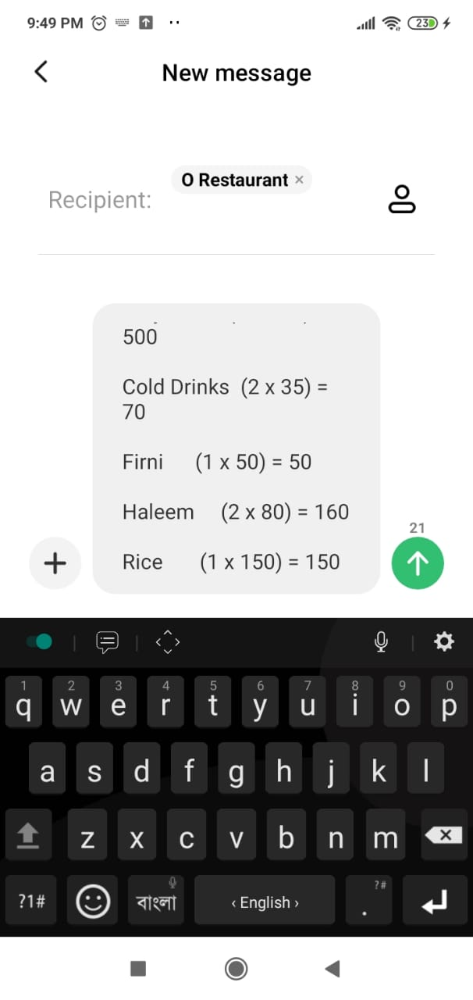 9:49 PM 23
New message
O Restaurant ×
Recipient:
500
Cold Drinks (2 x 35) =
70
Firni (1 x 50) = 50
Haleem (2 x 80) = 160
21
Rice (1 x 150) = 150
1 2 3 4 5 6 7 8 9 0
q w e r t y u i o p
a s d f g h j k l
z x c v b n m
?1# বাংলা ‹ English › . ?#